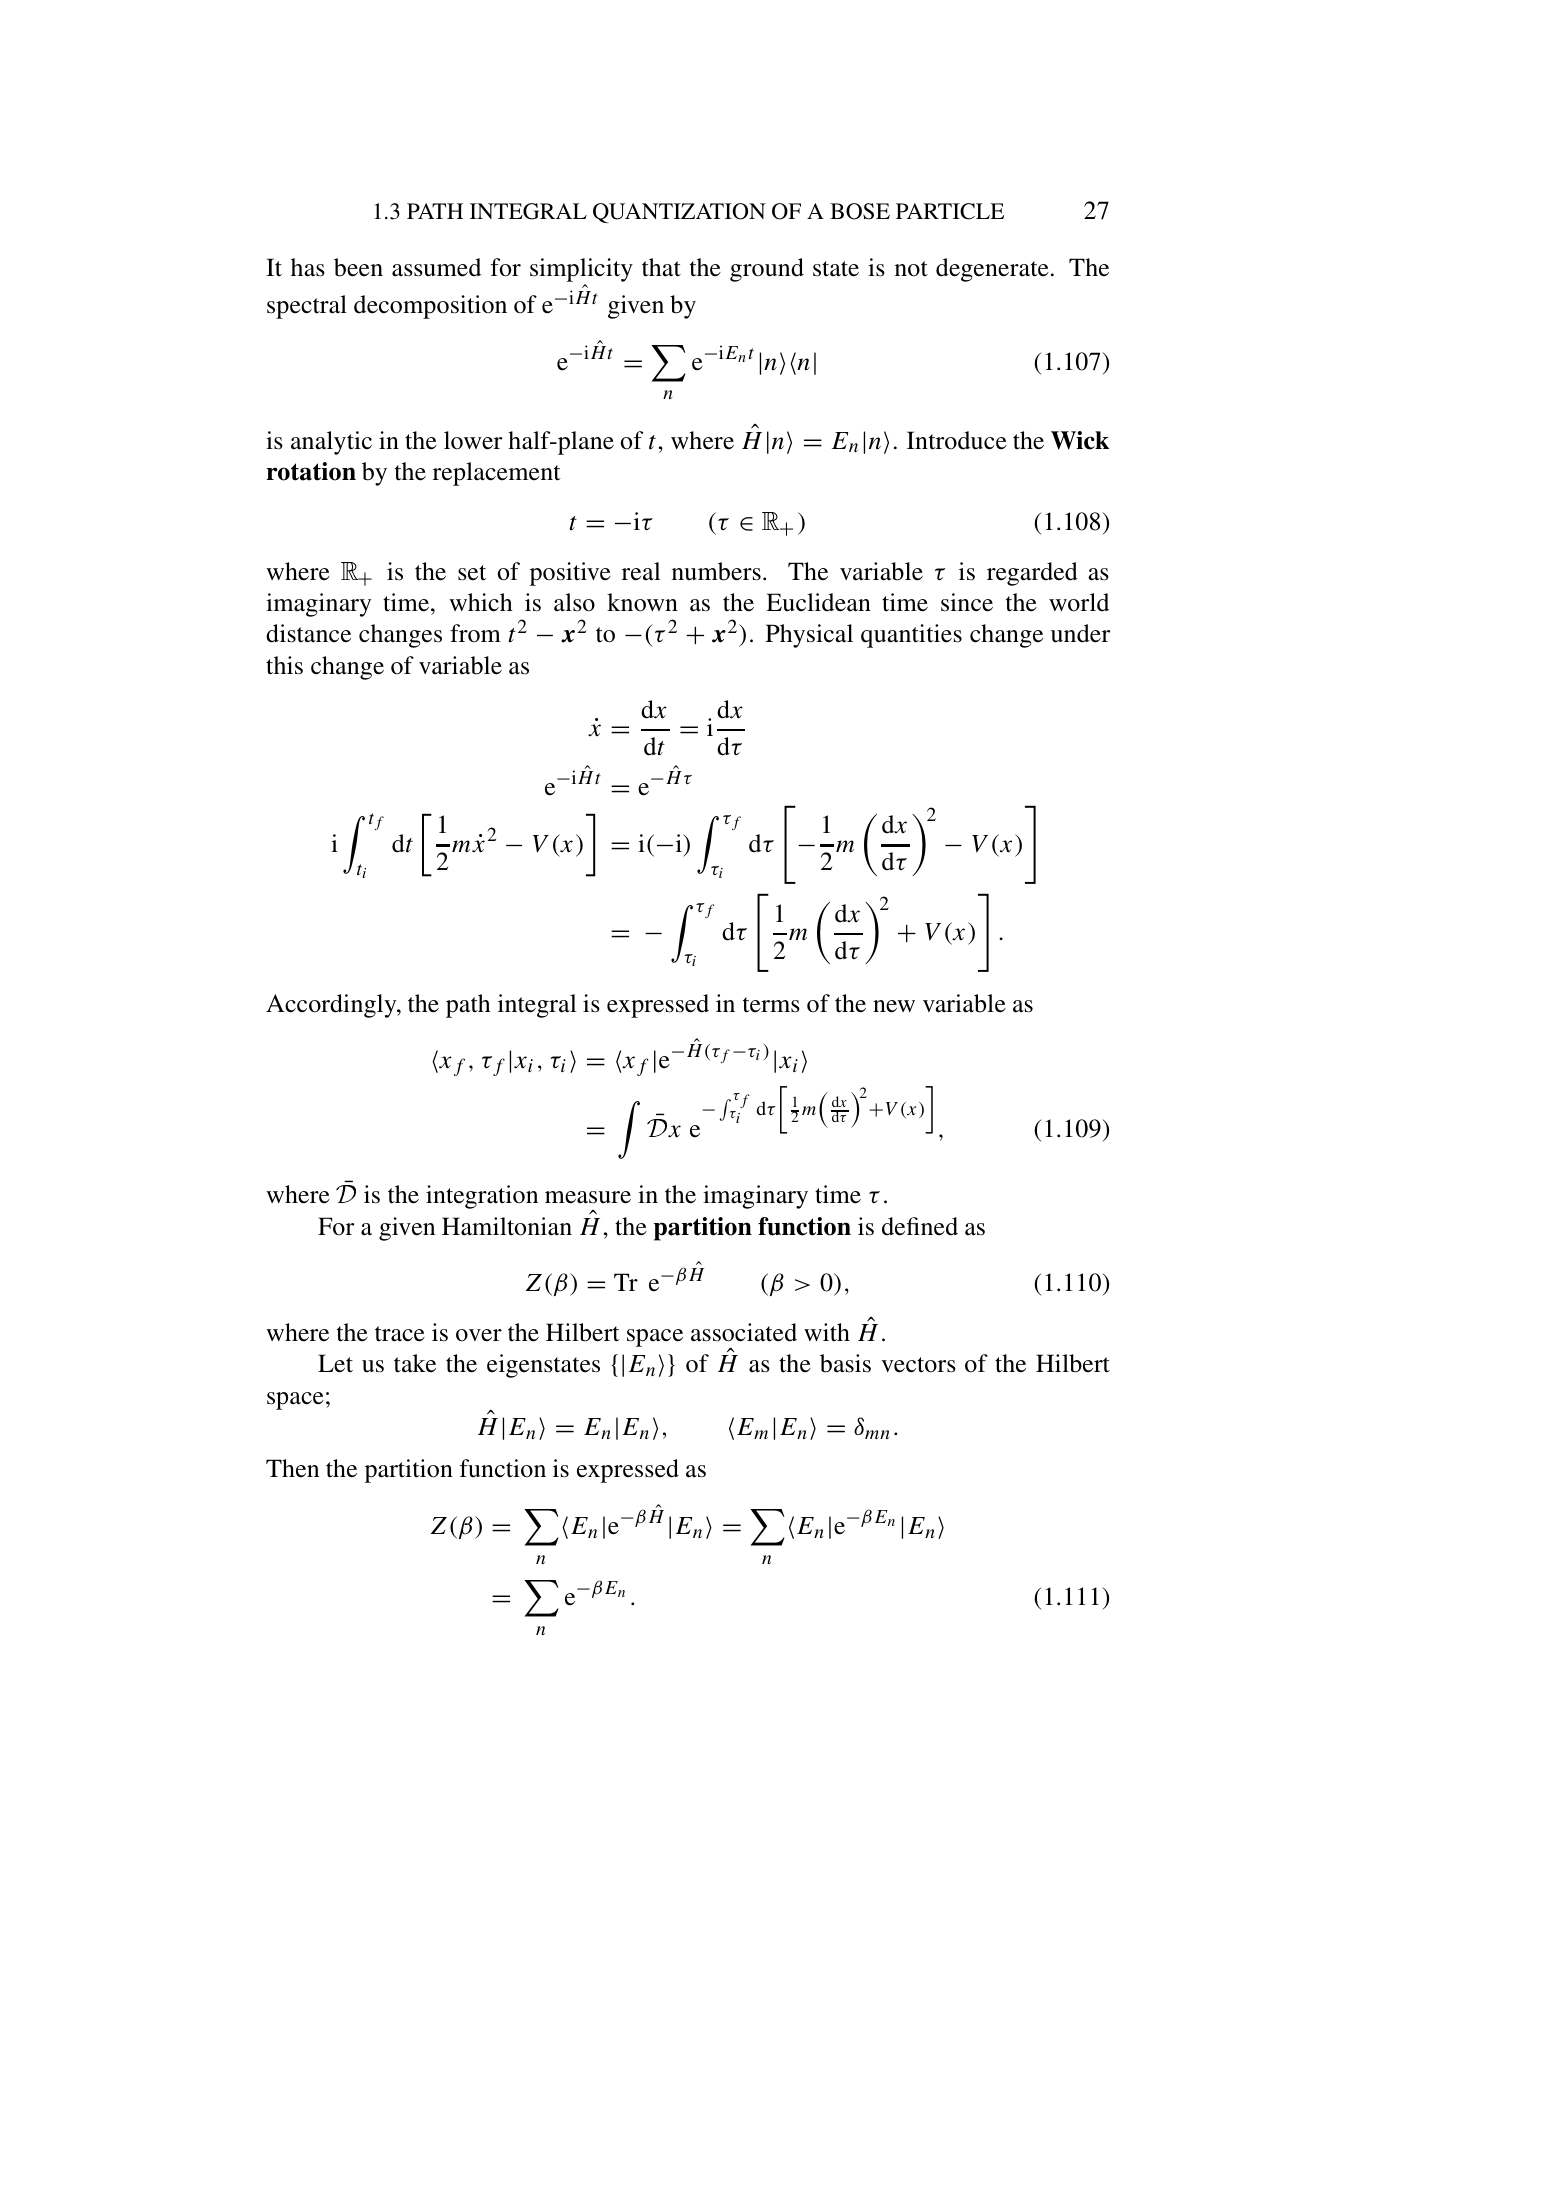 1.3 PATH INTEGRAL QUANTIZATION OF A BOSE PARTICLE 27
It has been assumed for simplicity that the ground state is not degenerate. The
spectral decomposition of e^{−iĤt} given by
e^{−iĤt} = ∑_n e^{−iE_n t}|n⟩⟨n| (1.107)
is analytic in the lower half-plane of t, where Ĥ|n⟩ = E_n|n⟩. Introduce the Wick
rotation by the replacement
t = −iτ (τ ∈ ℝ_+) (1.108)
where ℝ_+ is the set of positive real numbers. The variable τ is regarded as
imaginary time, which is also known as the Euclidean time since the world
distance changes from t² − x² to −(τ² + x²). Physical quantities change under
this change of variable as
ẋ = dx/dt = i dx/dτ
e^{−iĤt} = e^{−Ĥτ}
i ∫_{t_i}^{t_f} dt [1/2 mẋ² − V(x)] = i(−i) ∫_{τ_i}^{τ_f} dτ [−1/2 m (dx/dτ)² − V(x)]
= − ∫_{τ_i}^{τ_f} dτ [1/2 m (dx/dτ)² + V(x)].
Accordingly, the path integral is expressed in terms of the new variable as
⟨x_f, τ_f|x_i, τ_i⟩ = ⟨x_f|e^{−Ĥ(τ_f−τ_i)}|x_i⟩
= ∫ 𝒟̄x e^{−∫_{τ_i}^{τ_f} dτ[1/2 m(dx/dτ)²+V(x)]}, (1.109)
where 𝒟̄ is the integration measure in the imaginary time τ.
For a given Hamiltonian Ĥ, the partition function is defined as
Z(β) = Tr e^{−βĤ} (β > 0), (1.110)
where the trace is over the Hilbert space associated with Ĥ.
Let us take the eigenstates {|E_n⟩} of Ĥ as the basis vectors of the Hilbert
space;
Ĥ|E_n⟩ = E_n|E_n⟩, ⟨E_m|E_n⟩ = δ_{mn}.
Then the partition function is expressed as
Z(β) = ∑_n ⟨E_n|e^{−βĤ}|E_n⟩ = ∑_n ⟨E_n|e^{−βE_n}|E_n⟩
= ∑_n e^{−βE_n}. (1.111)